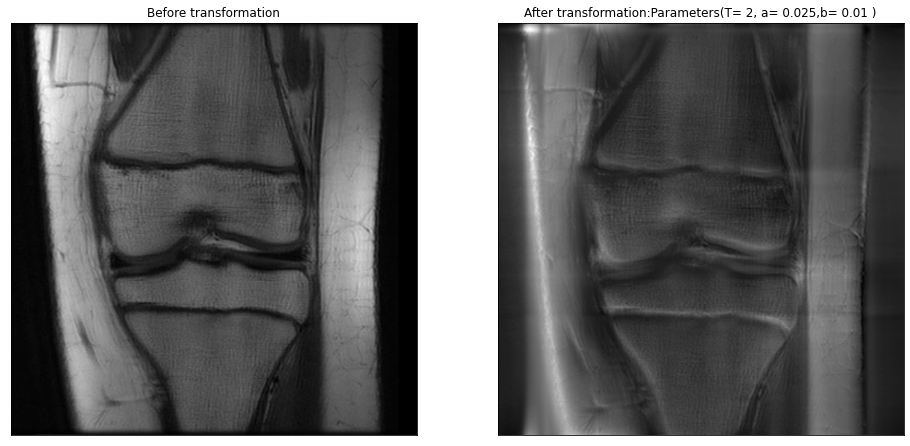 Before transformation
After transformation:Parameters(T= 2, a= 0.025,b= 0.01 )